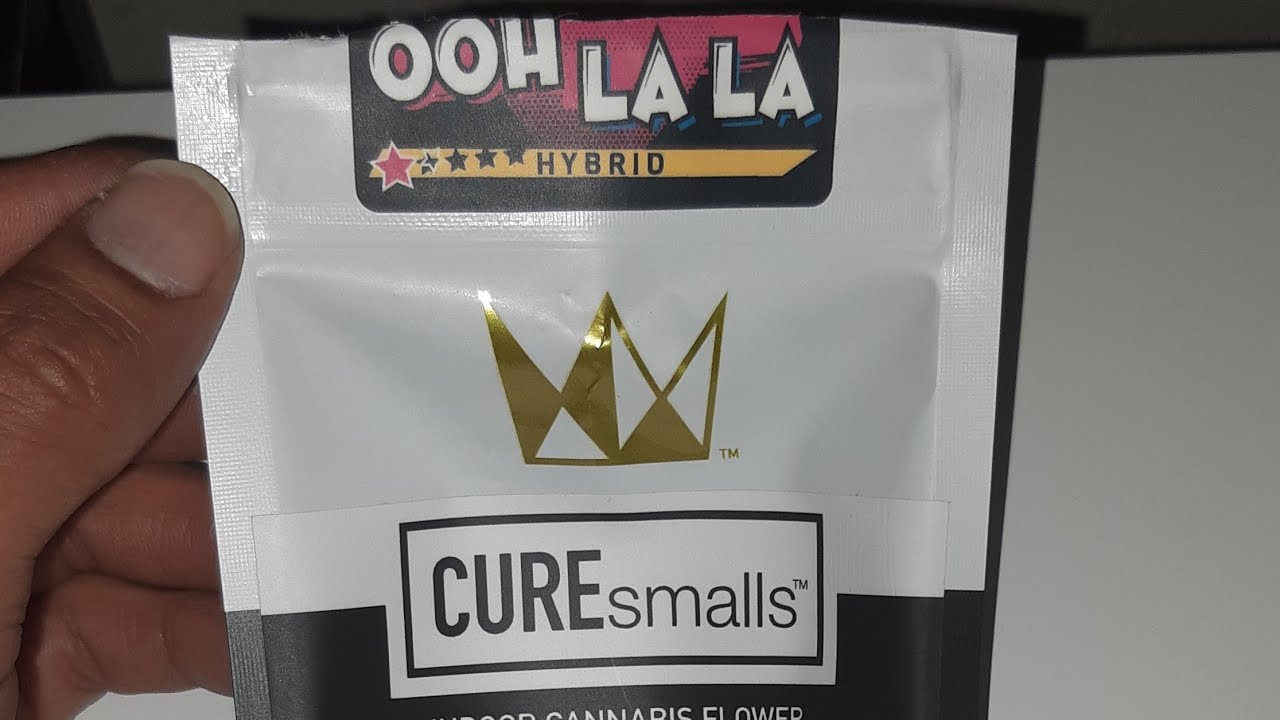 OOH LA LA
HYBRID
TM
CUREsmalls™
INDOOR CANNABIS FLOWER